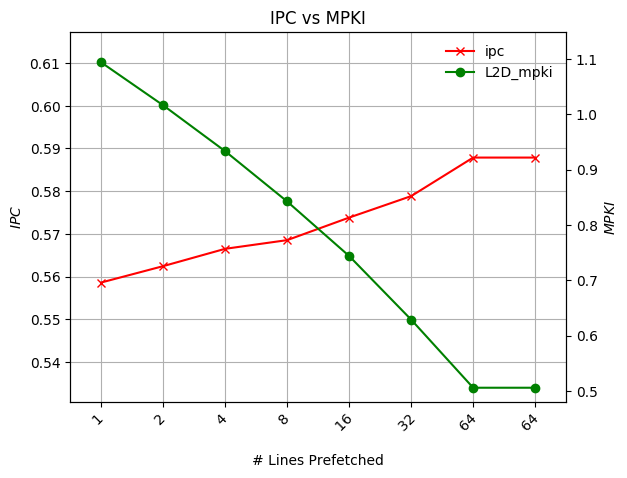 IPC vs MPKI
ipc
L2D_mpki
0.61
0.60
0.59
0.58
0.57
0.56
0.55
0.54
IPC
1.1
1.0
0.9
0.8
0.7
0.6
0.5
MPKI
1 2 4 8 16 32 64 64
# Lines Prefetched